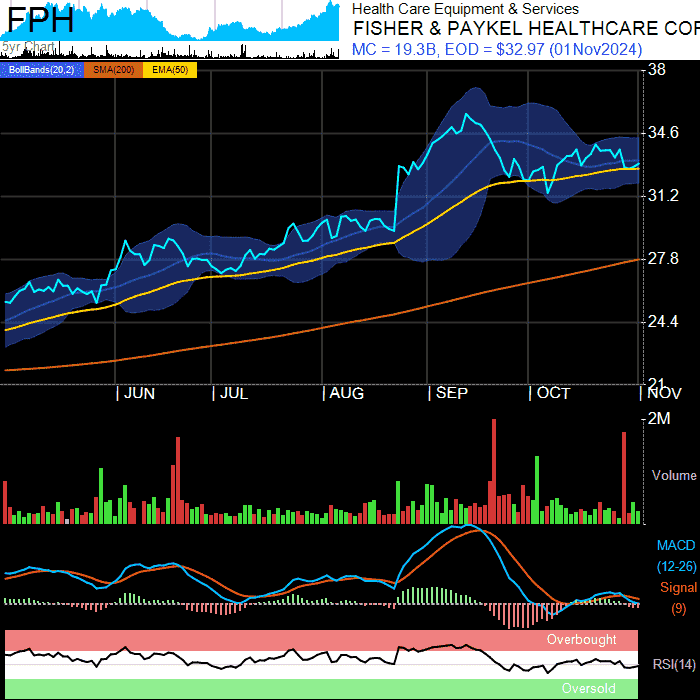 FPH
5yr Chart
Health Care Equipment & Services
FISHER & PAYKEL HEALTHCARE COR
MC = 19.3B, EOD = $32.97 (01Nov2024)
BollBands(20,2) SMA(200) EMA(50)
38
34.6
31.2
27.8
24.4
21
JUN JUL AUG SEP OCT NOV
2M
Volume
MACD
(12-26)
Signal
(9)
Overbought
RSI(14)
Oversold